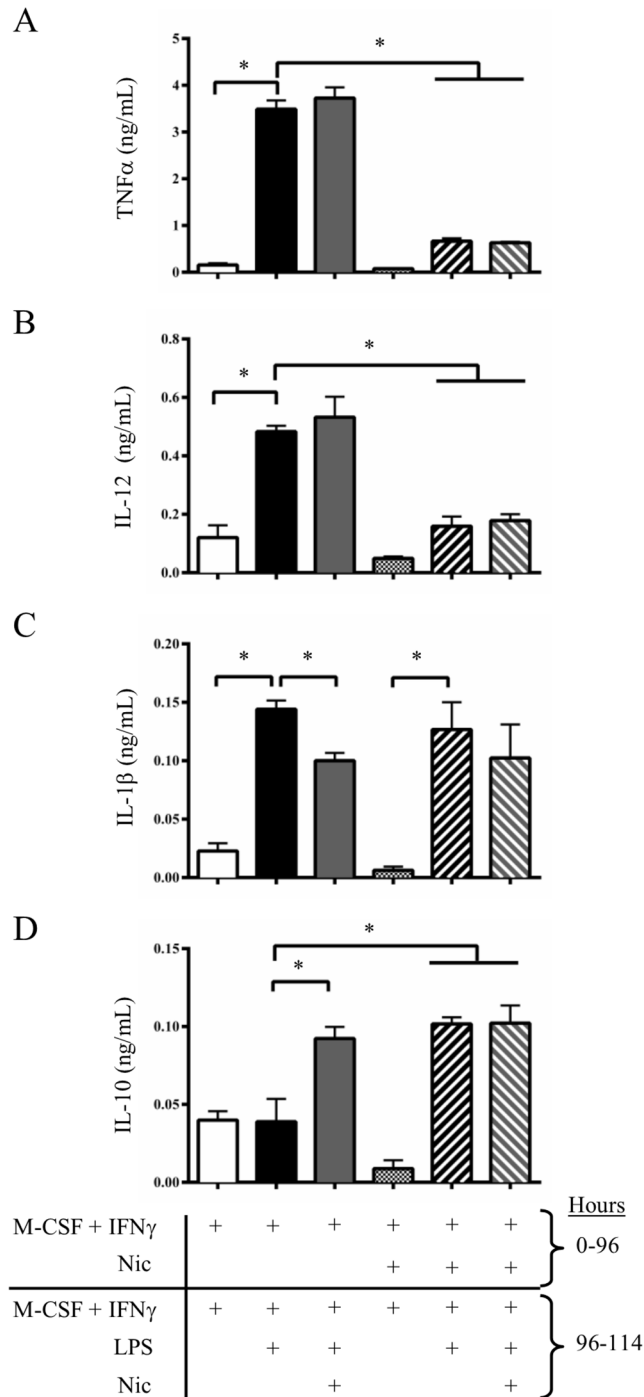 A
*
*
5
4
3
2
1
0
TNFα (ng/mL)
B
*
*
0.8
0.6
0.4
0.2
0.0
IL-12 (ng/mL)
C
*
*
*
0.20
0.15
0.10
0.05
0.00
IL-1β (ng/mL)
D
*
*
0.15
0.10
0.05
0.00
IL-10 (ng/mL)
Hours
M-CSF + IFNγ + + + + + +
Nic + + +
0-96
M-CSF + IFNγ + + + + + +
LPS + + + +
96-114
Nic + +